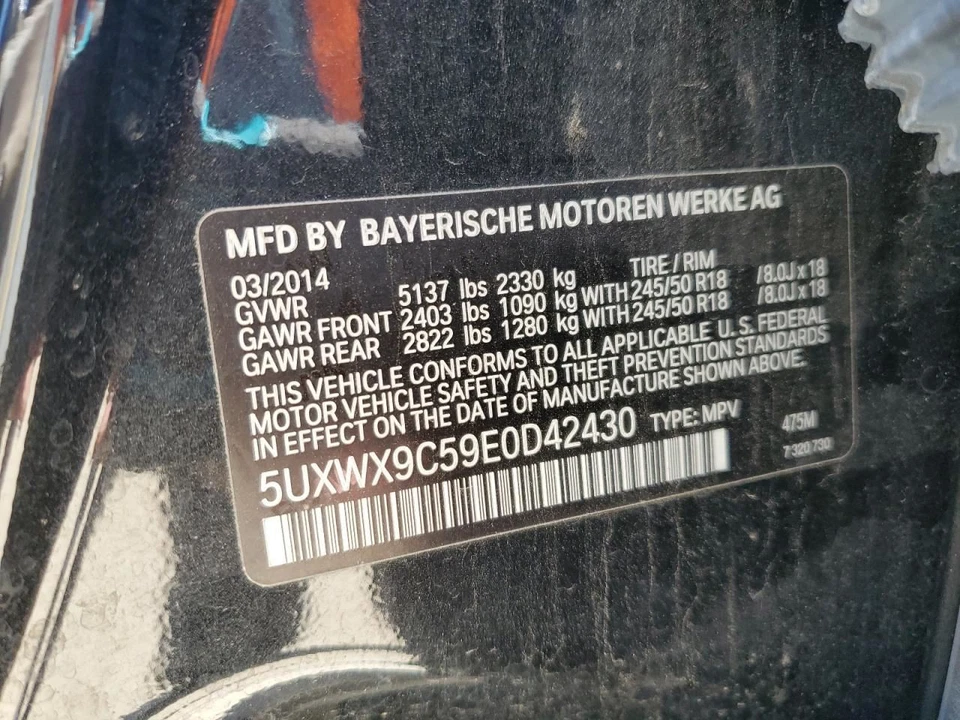 MFD BY BAYERISCHE MOTOREN WERKE AG
03/2014 TIRE / RIM
GVWR 5137 lbs 2330 kg
GAWR FRONT 2403 lbs 1090 kg WITH 245/50 R18 / 8.0J x 18
GAWR REAR 2822 lbs 1280 kg WITH 245/50 R18 / 8.0J x 18
THIS VEHICLE CONFORMS TO ALL APPLICABLE U.S. FEDERAL
MOTOR VEHICLE SAFETY AND THEFT PREVENTION STANDARDS
IN EFFECT ON THE DATE OF MANUFACTURE SHOWN ABOVE.
5UXWX9C59E0D42430 TYPE: MPV 475M
7 320 730